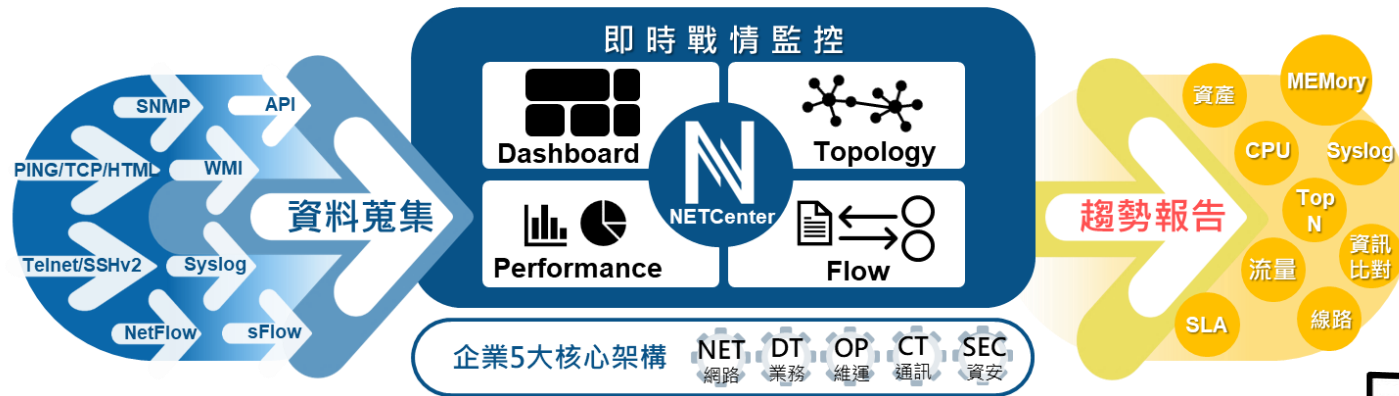 即時戰情監控
SNMP
API
PING/TCP/HTML
WMI
資料蒐集
Telnet/SSHv2
Syslog
NetFlow
sFlow
Dashboard
Topology
NETCenter
Performance
Flow
企業5大核心架構
NET
網路
DT
業務
OP
維運
CT
通訊
SEC
資安
趨勢報告
資產
MEMory
CPU
Syslog
Top
N
流量
資訊
比對
SLA
線路